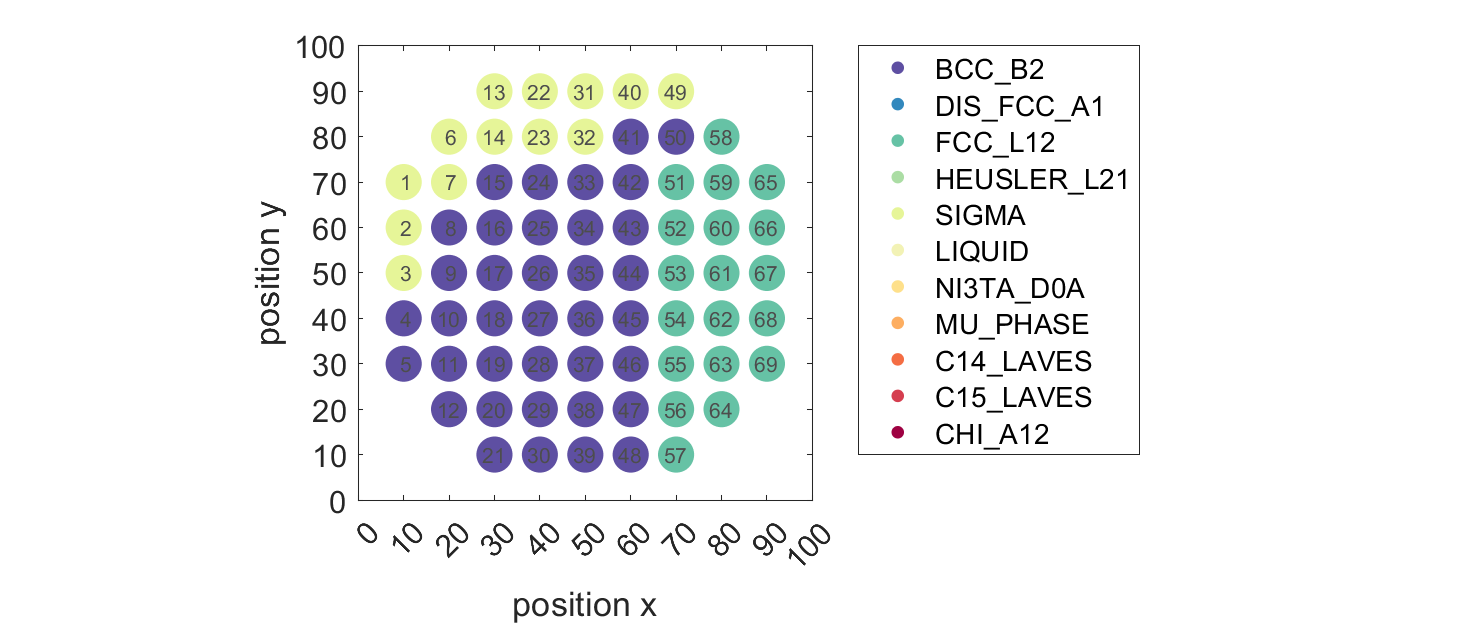 100
90
80
70
60
50
40
30
20
10
0
position y
13 22 31 40 49
6 14 23 32 41 50 58
1 7 15 24 33 42 51 59 65
2 8 16 25 34 43 52 60 66
3 9 17 26 35 44 53 61 67
4 10 18 27 36 45 54 62 68
5 11 19 28 37 46 55 63 69
12 20 29 38 47 56 64
21 30 39 48 57
0 10 20 30 40 50 60 70 80 90 100
position x
BCC_B2
DIS_FCC_A1
FCC_L12
HEUSLER_L21
SIGMA
LIQUID
NI3TA_D0A
MU_PHASE
C14_LAVES
C15_LAVES
CHI_A12